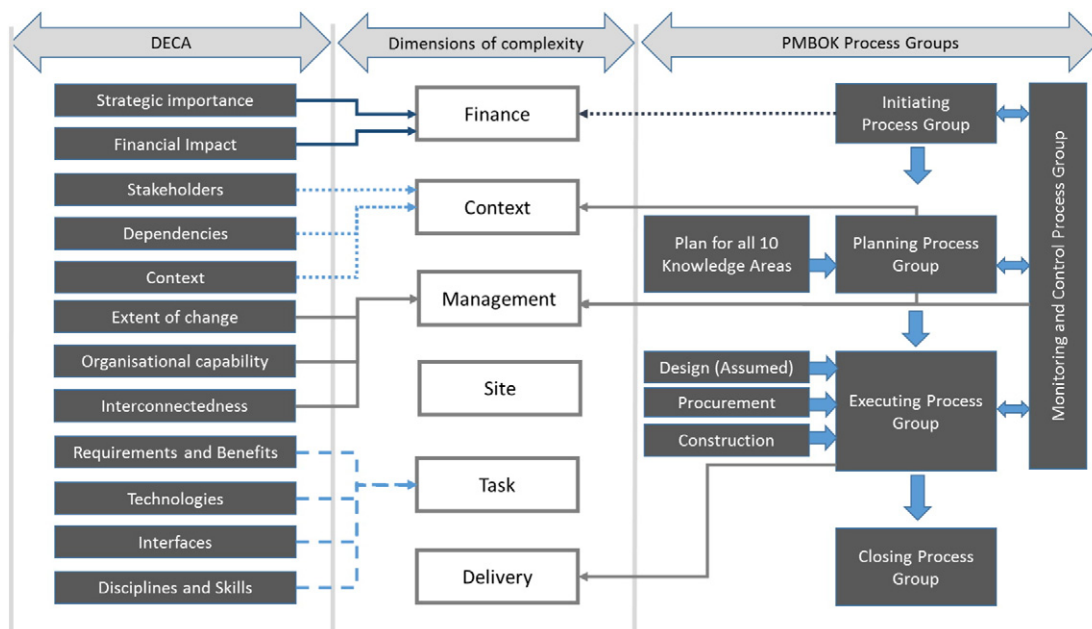 DECA
Dimensions of complexity
PMBOK Process Groups
Strategic importance
Financial Impact
Stakeholders
Dependencies
Context
Extent of change
Organisational capability
Interconnectedness
Requirements and Benefits
Technologies
Interfaces
Disciplines and Skills
Finance
Context
Management
Site
Task
Delivery
Initiating
Process Group
Plan for all 10
Knowledge Areas
Planning Process
Group
Design (Assumed)
Procurement
Construction
Executing Process
Group
Closing Process
Group
Monitoring and Control Process Group